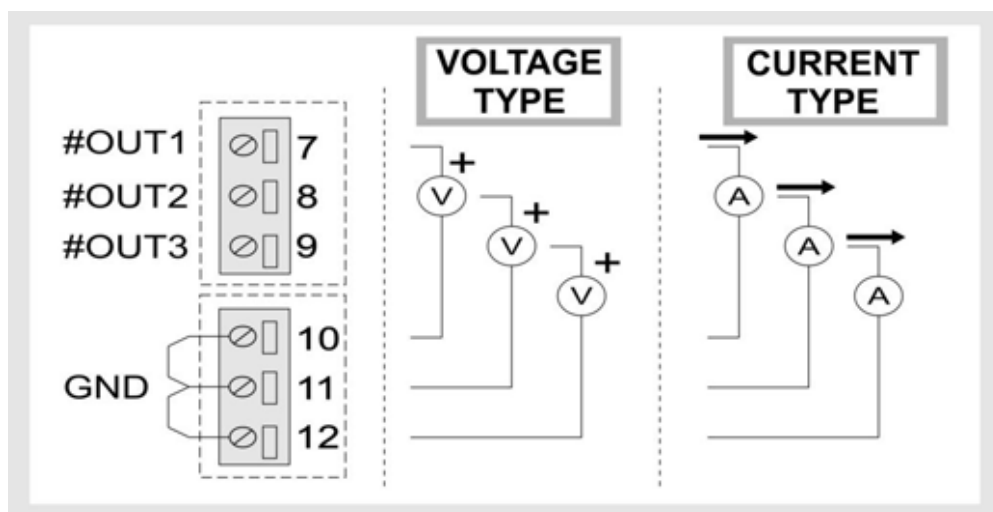 VOLTAGE
TYPE
CURRENT
TYPE
#OUT1 7
#OUT2 8
#OUT3 9
10
GND 11
12
+
V
+
V
+
V
A
A
A